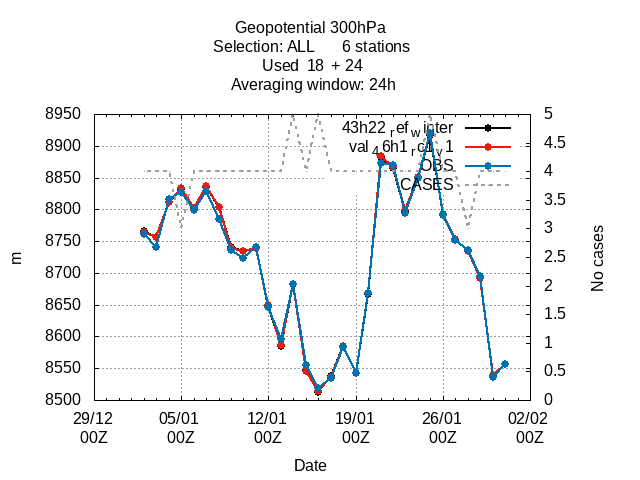 Geopotential 300hPa
Selection: ALL 6 stations
Used 18 + 24
Averaging window: 24h
8950
8900
8850
8800
8750
8700
8650
8600
8550
8500
m
5
4.5
4
3.5
3
2.5
2
1.5
1
0.5
0
No cases
43h22refwinter
val46h1rc1v1
OBS
CASES
29/12 05/01 12/01 19/01 26/01 02/02
00Z 00Z 00Z 00Z 00Z 00Z
Date